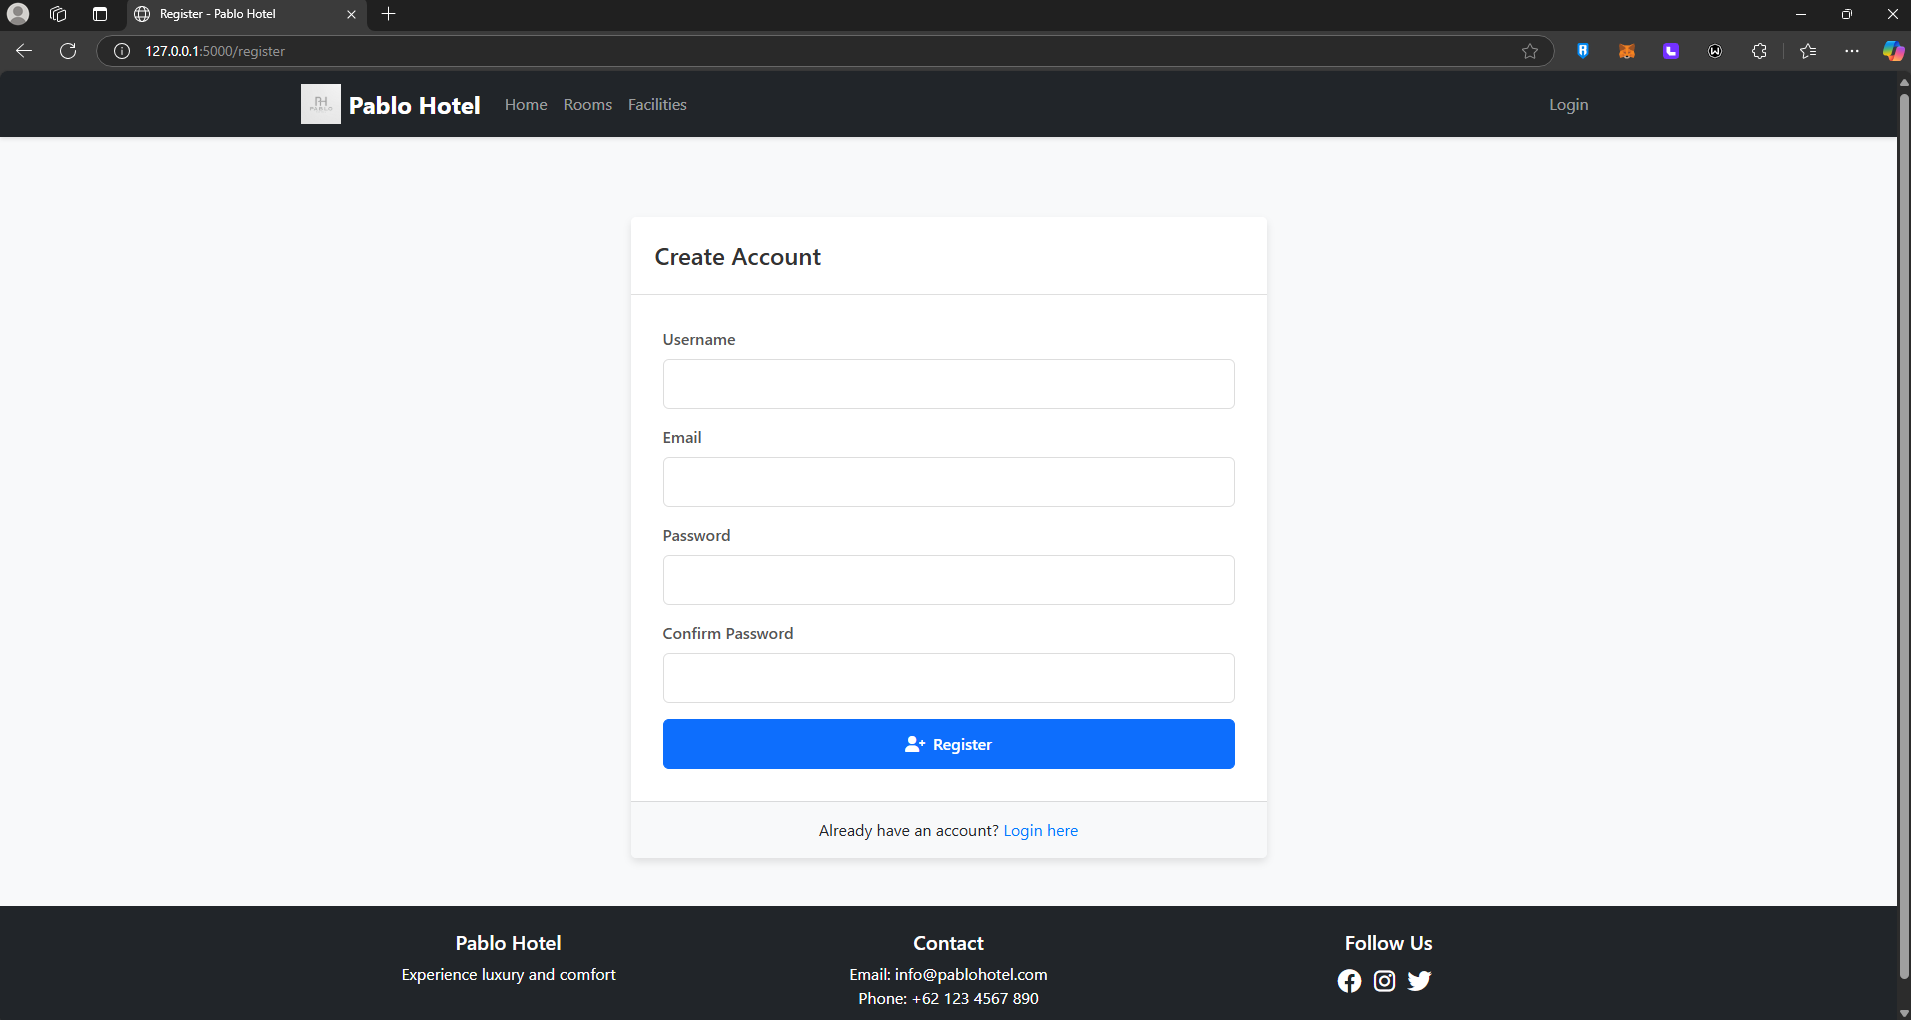 Register - Pablo Hotel
127.0.0.1:5000/register
PABLO
Pablo Hotel
Home
Rooms
Facilities
Login
Create Account
Username
Email
Password
Confirm Password
Register
Already have an account? Login here
Pablo Hotel
Experience luxury and comfort
Contact
Email: info@pablohotel.com
Phone: +62 123 4567 890
Follow Us